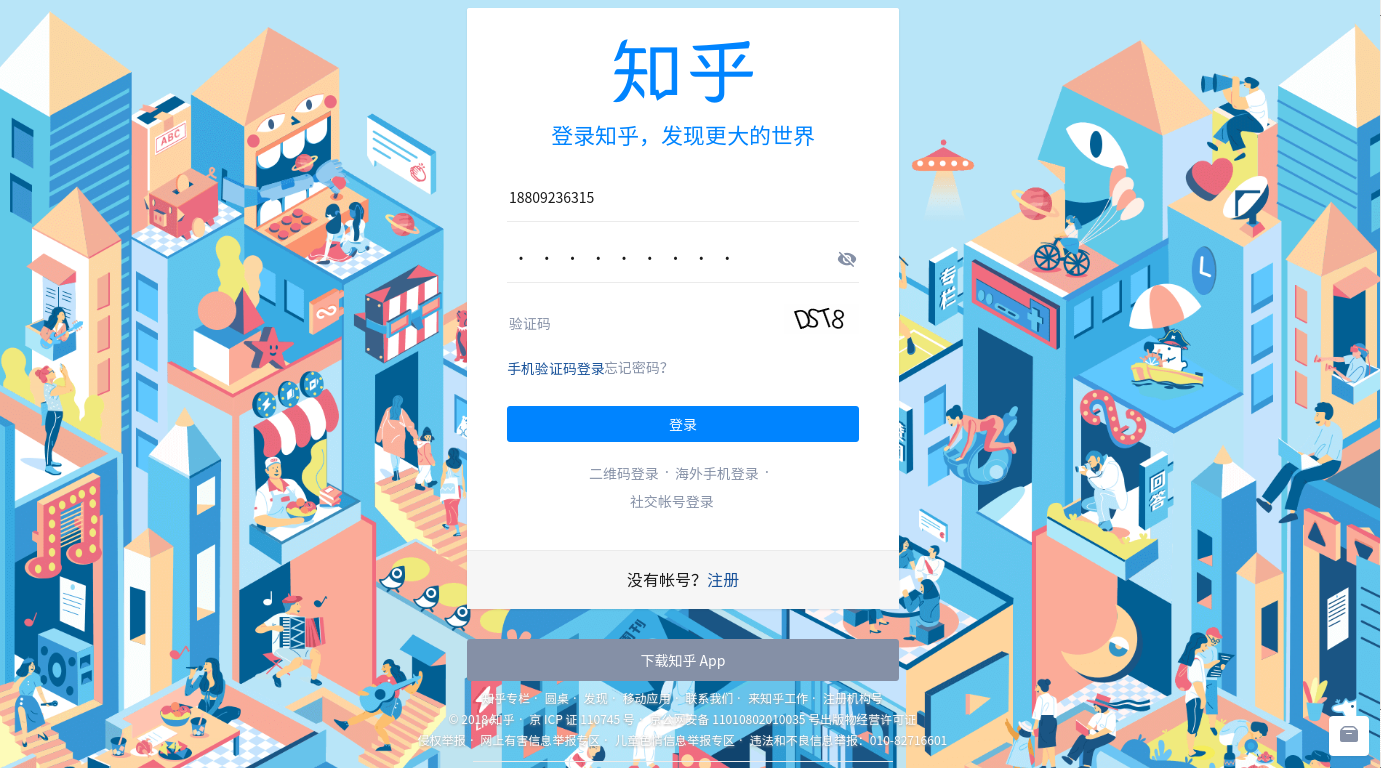 知乎
登录知乎，发现更大的世界
ABC
18809236315
专栏
验证码
DST8
手机验证码登录忘记密码？
登录
二维码登录 · 海外手机登录 ·
社交帐号登录
回答
没有帐号？注册
下载知乎 App
知乎专栏 · 圆桌 · 发现 · 移动应用 · 联系我们 · 来知乎工作 · 注册机构号
© 2018 知乎 · 京 ICP 证 110745 号 · 京公网安备 11010802010035 号出版物经营许可证
侵权举报 · 网上有害信息举报专区 · 儿童色情信息举报专区 · 违法和不良信息举报：010-82716601